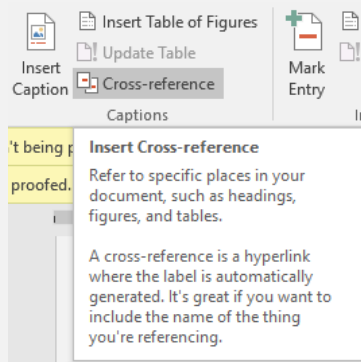 Insert Caption
Insert Table of Figures
Update Table
Cross-reference
Captions
Mark Entry
't being p
proofed.
Insert Cross-reference
Refer to specific places in your
document, such as headings,
figures, and tables.
A cross-reference is a hyperlink
where the label is automatically
generated. It's great if you want to
include the name of the thing
you're referencing.